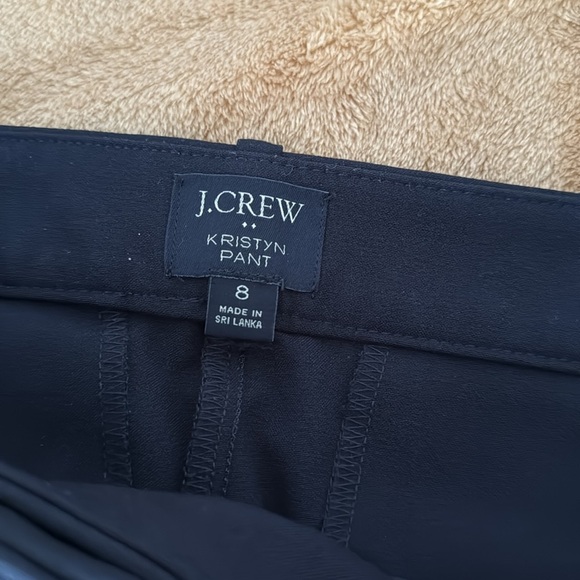 J.CREW
KRISTYN
PANT
8
MADE IN
SRI LANKA